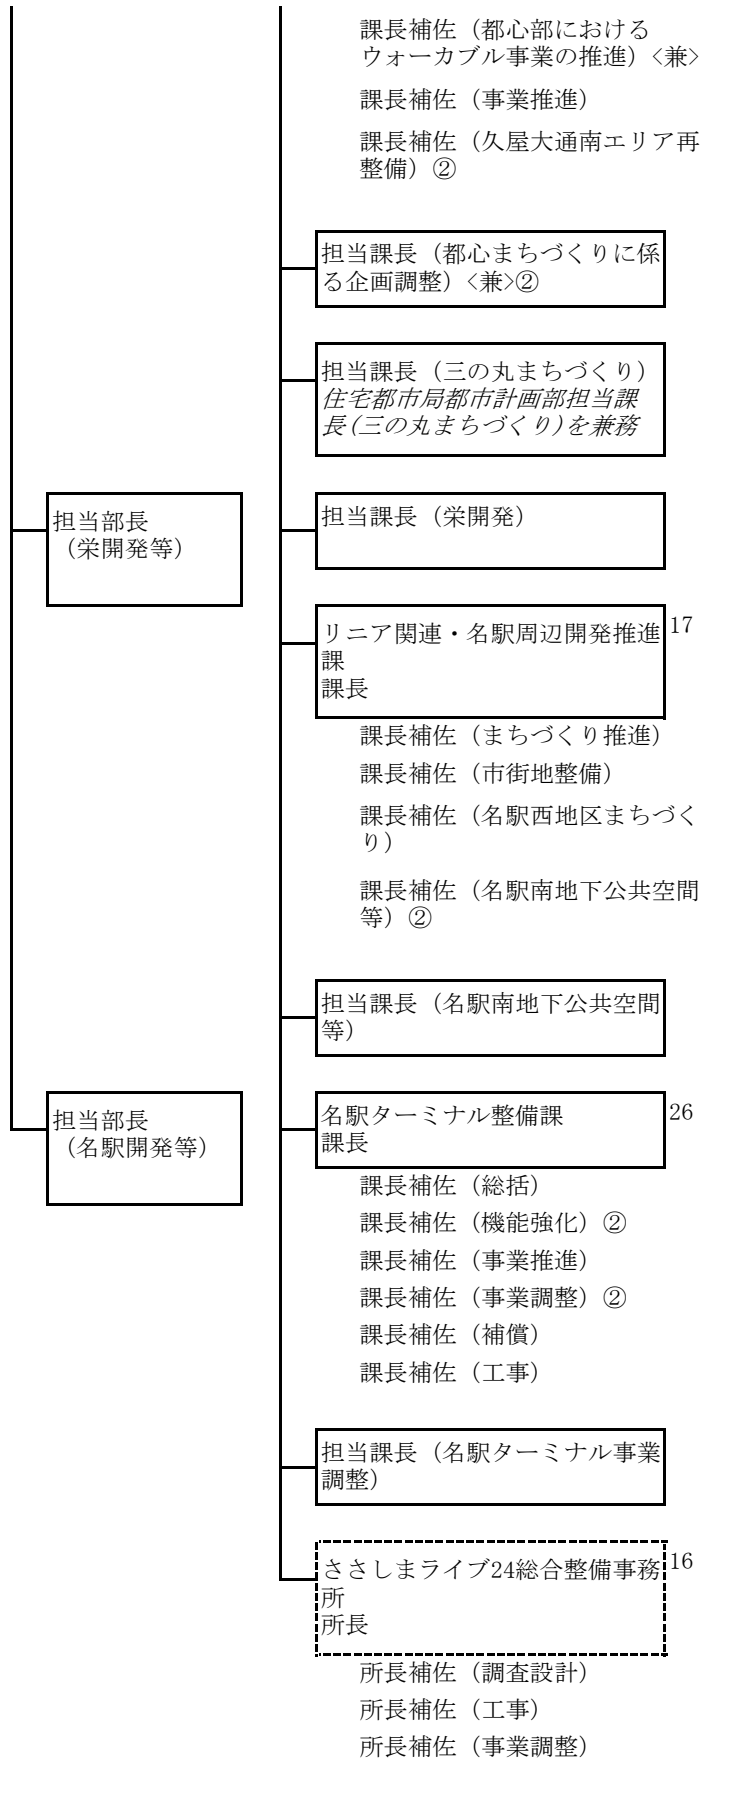 課長補佐（都心部における
ウォーカブル事業の推進）<兼>
課長補佐（事業推進）
課長補佐（久屋大通南エリア再
整備）②
担当課長（都心まちづくりに係
る企画調整）<兼>②
担当課長（三の丸まちづくり）
住宅都市局都市計画部担当課
長(三の丸まちづくり)を兼務
担当部長
（栄開発等）
担当課長（栄開発）
リニア関連・名駅周辺開発推進
課
課長
17
課長補佐（まちづくり推進）
課長補佐（市街地整備）
課長補佐（名駅西地区まちづく
り）
課長補佐（名駅南地下公共空間
等）②
担当課長（名駅南地下公共空間
等）
担当部長
（名駅開発等）
名駅ターミナル整備課
課長
26
課長補佐（総括）
課長補佐（機能強化）②
課長補佐（事業推進）
課長補佐（事業調整）②
課長補佐（補償）
課長補佐（工事）
担当課長（名駅ターミナル事業
調整）
ささしまライブ24総合整備事務
所
所長
16
所長補佐（調査設計）
所長補佐（工事）
所長補佐（事業調整）